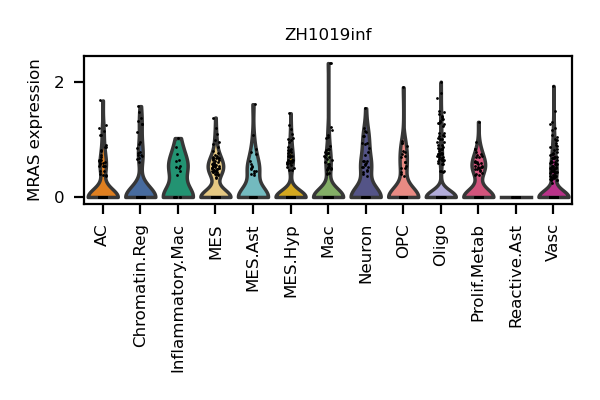 ZH1019inf
MRAS expression
2
0
AC
Chromatin.Reg
Inflammatory.Mac
MES
MES.Ast
MES.Hyp
Mac
Neuron
OPC
Oligo
Prolif.Metab
Reactive.Ast
Vasc